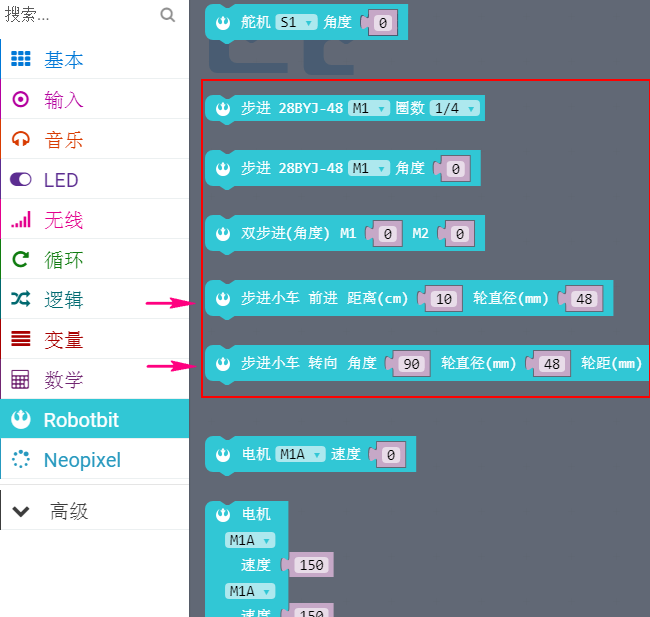 搜索...
基本
输入
音乐
LED
无线
循环
逻辑
变量
数学
Robotbit
Neopixel
高级
舵机 S1 角度 0
步进 28BYJ-48 M1 圈数 1/4
步进 28BYJ-48 M1 角度 0
双步进(角度) M1 0 M2 0
步进小车 前进 距离(cm) 10 轮直径(mm) 48
步进小车 转向 角度 90 轮直径(mm) 48 轮距(mm)
电机 M1A 速度 0
电机
M1A
速度 150
M1A
速度 150